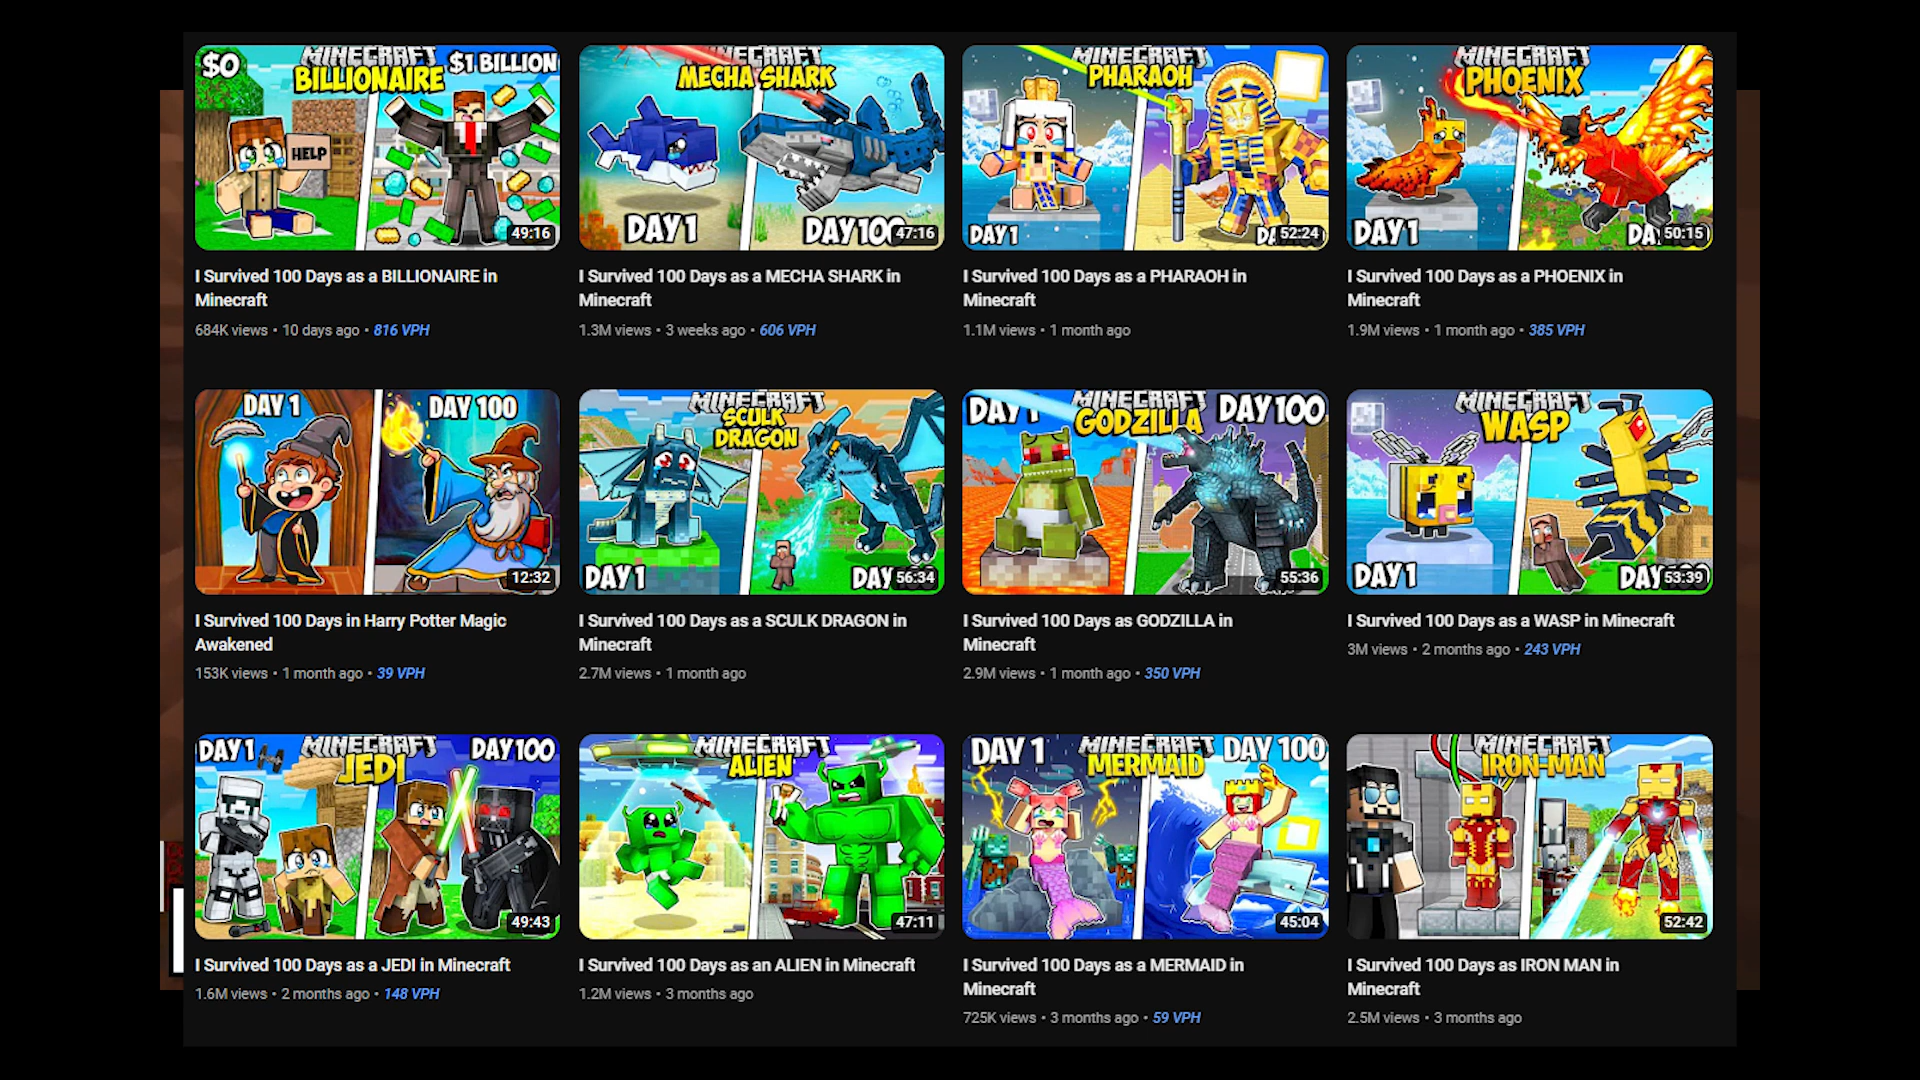 $0
MINECRAFT
$1 BILLION
BILLIONAIRE
HELP
49:16
I Survived 100 Days as a BILLIONAIRE in
Minecraft
684K views • 10 days ago • 816 VPH
MINECRAFT
MECHA SHARK
DAY 1
DAY 100
47:16
I Survived 100 Days as a MECHA SHARK in
Minecraft
1.3M views • 3 weeks ago • 606 VPH
MINECRAFT
PHARAOH
DAY 1
52:24
I Survived 100 Days as a PHARAOH in
Minecraft
1.1M views • 1 month ago
MINECRAFT
PHOENIX
DAY 1
50:15
I Survived 100 Days as a PHOENIX in
Minecraft
1.9M views • 1 month ago • 385 VPH
DAY 1
DAY 100
12:32
I Survived 100 Days in Harry Potter Magic
Awakened
153K views • 1 month ago • 39 VPH
MINECRAFT
SCULK
DRAGON
DAY 1
DAY
56:34
I Survived 100 Days as a SCULK DRAGON in
Minecraft
2.7M views • 1 month ago
DAY 1
MINECRAFT
DAY 100
GODZILLA
55:36
I Survived 100 Days as GODZILLA in
Minecraft
2.9M views • 1 month ago • 350 VPH
MINECRAFT
WASP
DAY 1
DAY
53:39
I Survived 100 Days as a WASP in Minecraft
3M views • 2 months ago • 243 VPH
DAY 1
MINECRAFT
DAY 100
JEDI
49:43
I Survived 100 Days as a JEDI in Minecraft
1.6M views • 2 months ago • 148 VPH
MINECRAFT
ALIEN
47:11
I Survived 100 Days as an ALIEN in Minecraft
1.2M views • 3 months ago
DAY 1
MINECRAFT
DAY 100
MERMAID
45:04
I Survived 100 Days as a MERMAID in
Minecraft
725K views • 3 months ago • 59 VPH
MINECRAFT
IRON-MAN
52:42
I Survived 100 Days as IRON MAN in
Minecraft
2.5M views • 3 months ago